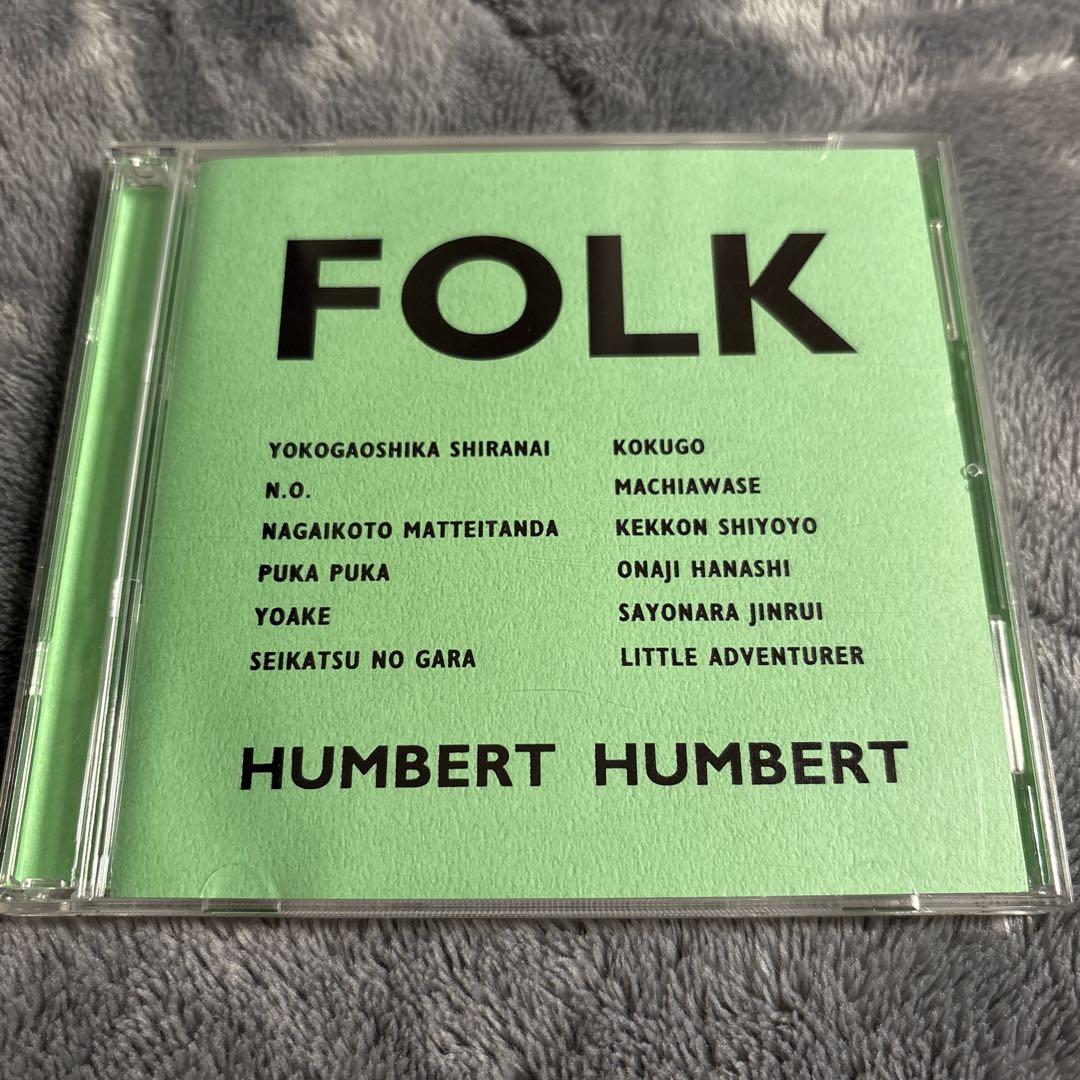 FOLK
YOKOGAOSHIKA SHIRANAI
N.O.
NAGAIKOTO MATTEITANDA
PUKA PUKA
YOAKE
SEIKATSU NO GARA
KOKUGO
MACHIAWASE
KEKKON SHIYOYO
ONAJI HANASHI
SAYONARA JINRUI
LITTLE ADVENTURER
HUMBERT HUMBERT